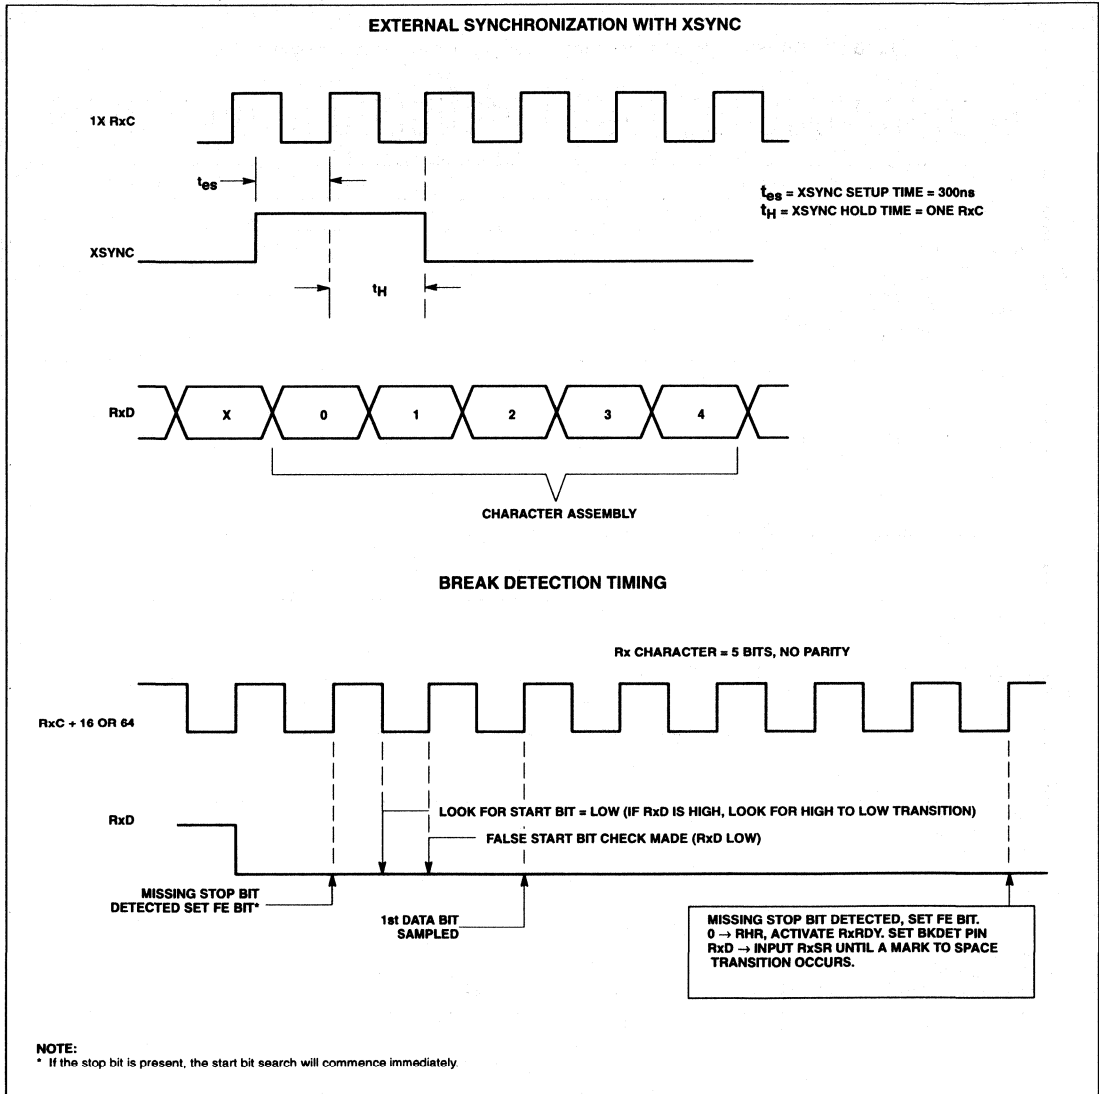 EXTERNAL SYNCHRONIZATION WITH XSYNC
1X RxC
tes
tes = XSYNC SETUP TIME = 300ns
tH = XSYNC HOLD TIME = ONE RxC
XSYNC
tH
RxD
X
0
1
2
3
4
CHARACTER ASSEMBLY
BREAK DETECTION TIMING
Rx CHARACTER = 5 BITS, NO PARITY
RxC + 16 OR 64
RxD
LOOK FOR START BIT = LOW (IF RxD IS HIGH, LOOK FOR HIGH TO LOW TRANSITION)
FALSE START BIT CHECK MADE (RxD LOW)
MISSING STOP BIT
DETECTED SET FE BIT*
1st DATA BIT
SAMPLED
MISSING STOP BIT DETECTED, SET FE BIT.
0 → RHR, ACTIVATE RxRDY. SET BKDET PIN
RxD → INPUT RxSR UNTIL A MARK TO SPACE
TRANSITION OCCURS.
NOTE:
* If the stop bit is present, the start bit search will commence immediately.